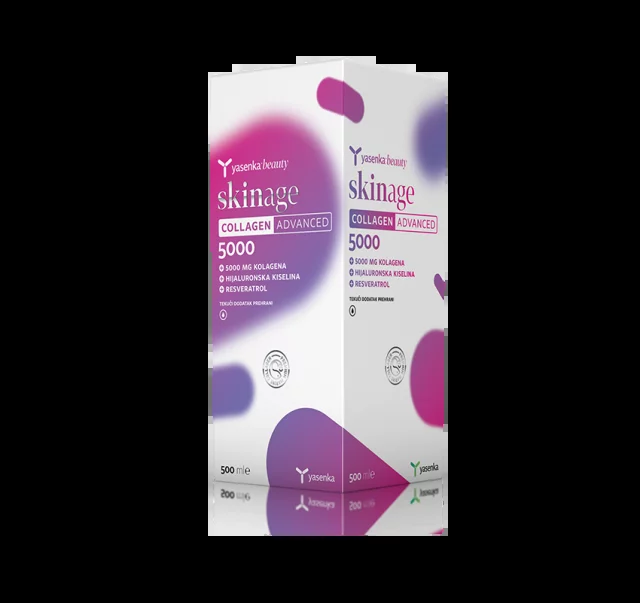 yasenka beauty
skinage
COLLAGEN ADVANCED
5000
5000 MG KOLAGENA
HIJALURONSKA KISELINA
RESVERATROL
TEKUĆI DODATAK PREHRANI
500 ml e
yasenka
yasenka beauty
skinage
COLLAGEN ADVANCED
5000
5000 MG KOLAGENA
HIJALURONSKA KISELINA
RESVERATROL
TEKUĆI DODATAK PREHRANI
500 ml e
yasenka